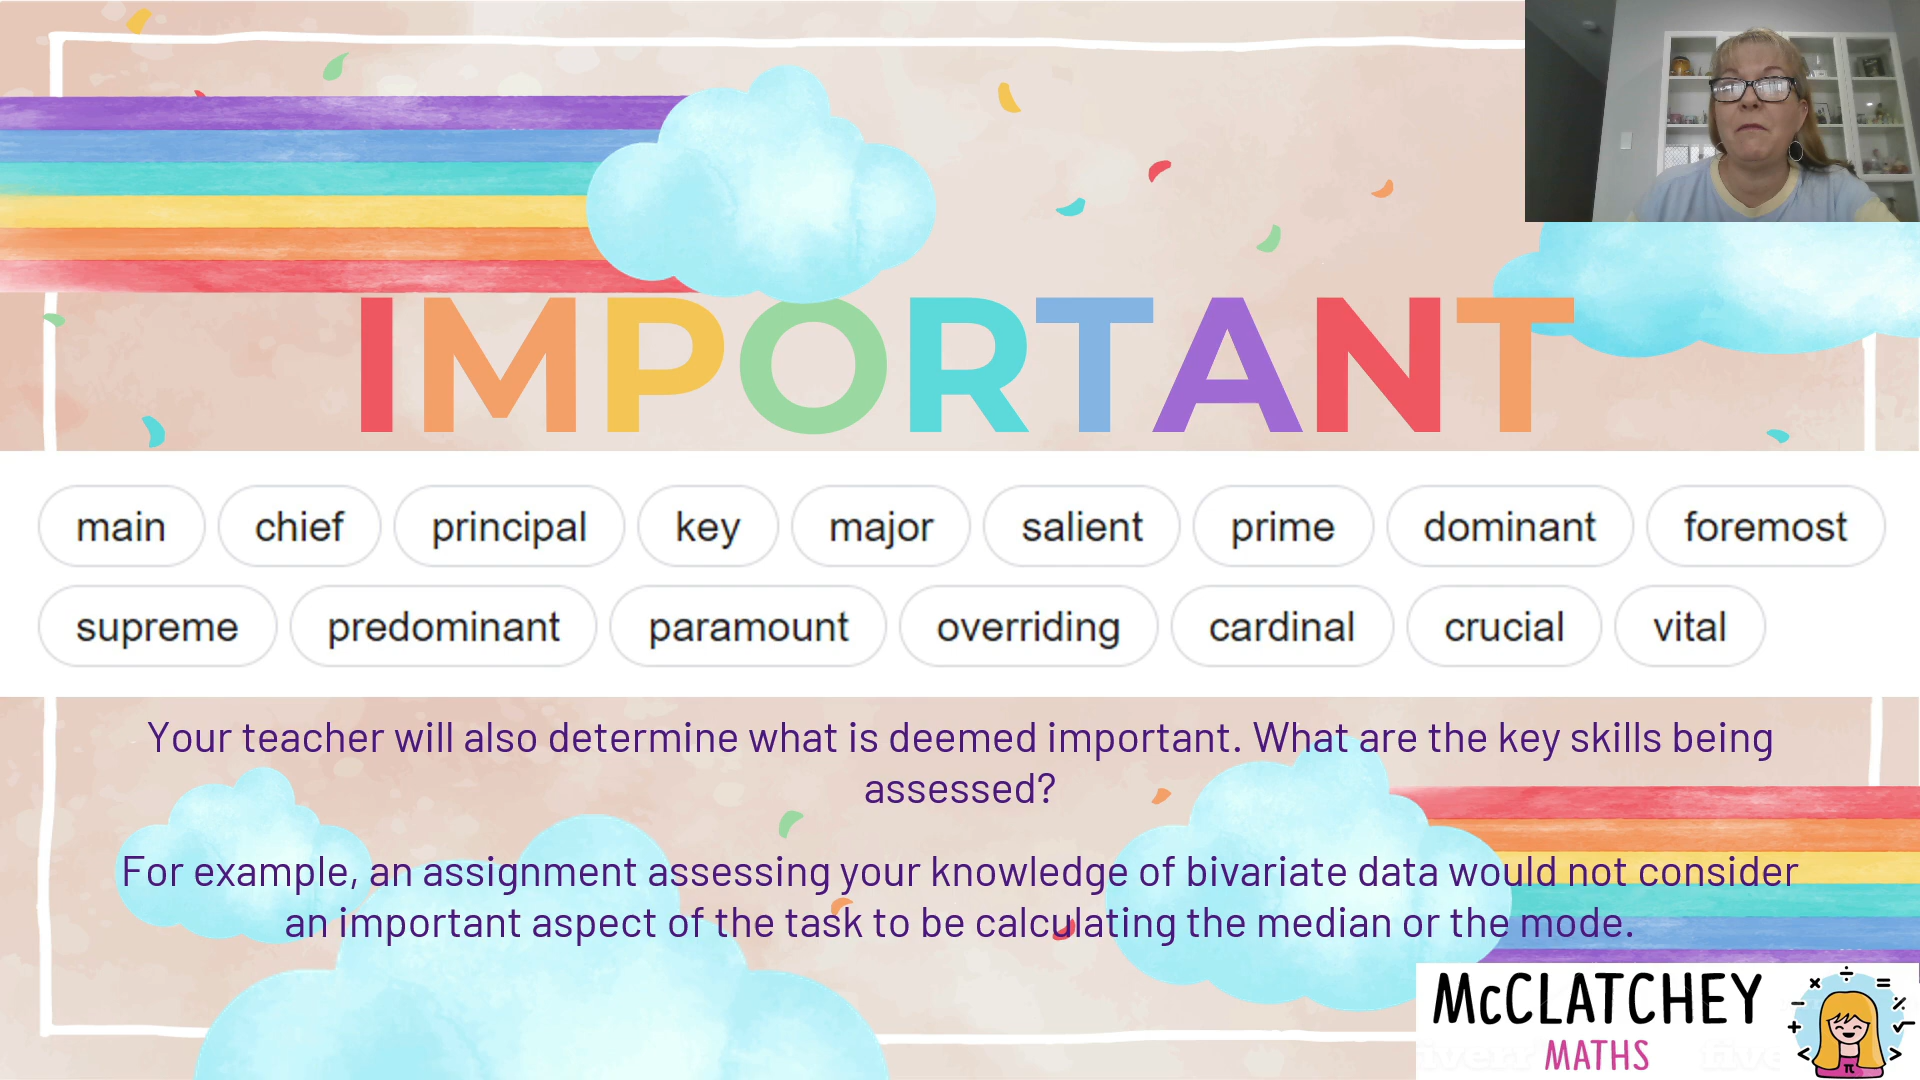 IMPORTANT
main chief principal key major salient prime dominant foremost
supreme predominant paramount overriding cardinal crucial vital
Your teacher will also determine what is deemed important. What are the key skills being
assessed?
For example, an assignment assessing your knowledge of bivariate data would not consider
an important aspect of the task to be calculating the median or the mode.
McCLATCHEY
MATHS